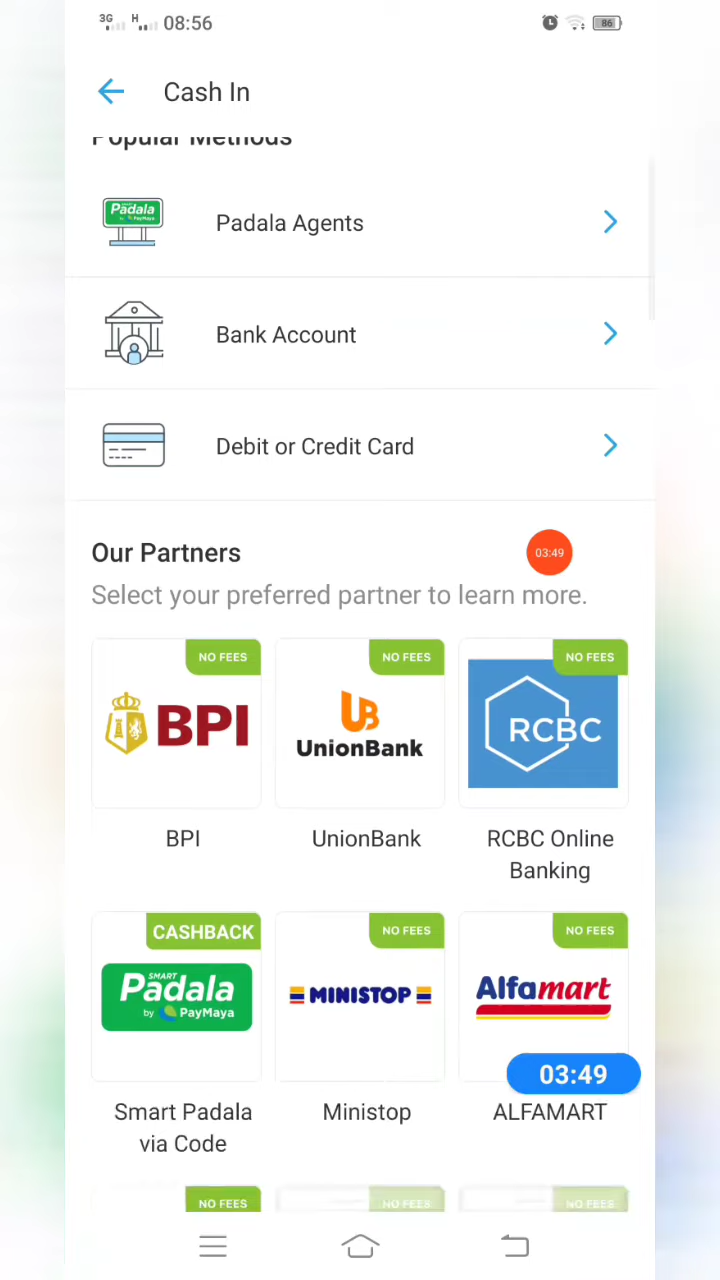 3G H 08:56 86
Cash In
Popular Methods
Padala
by PayMaya
Padala Agents
Bank Account
Debit or Credit Card
Our Partners
03:49
Select your preferred partner to learn more.
NO FEES NO FEES NO FEES
BPI
UB
UnionBank
RCBC
BPI UnionBank RCBC Online
Banking
CASHBACK NO FEES NO FEES
SMART
Padala
by PayMaya
MINISTOP
Alfamart
03:49
Smart Padala Ministop ALFAMART
via Code
NO FEES NO FEES NO FEES